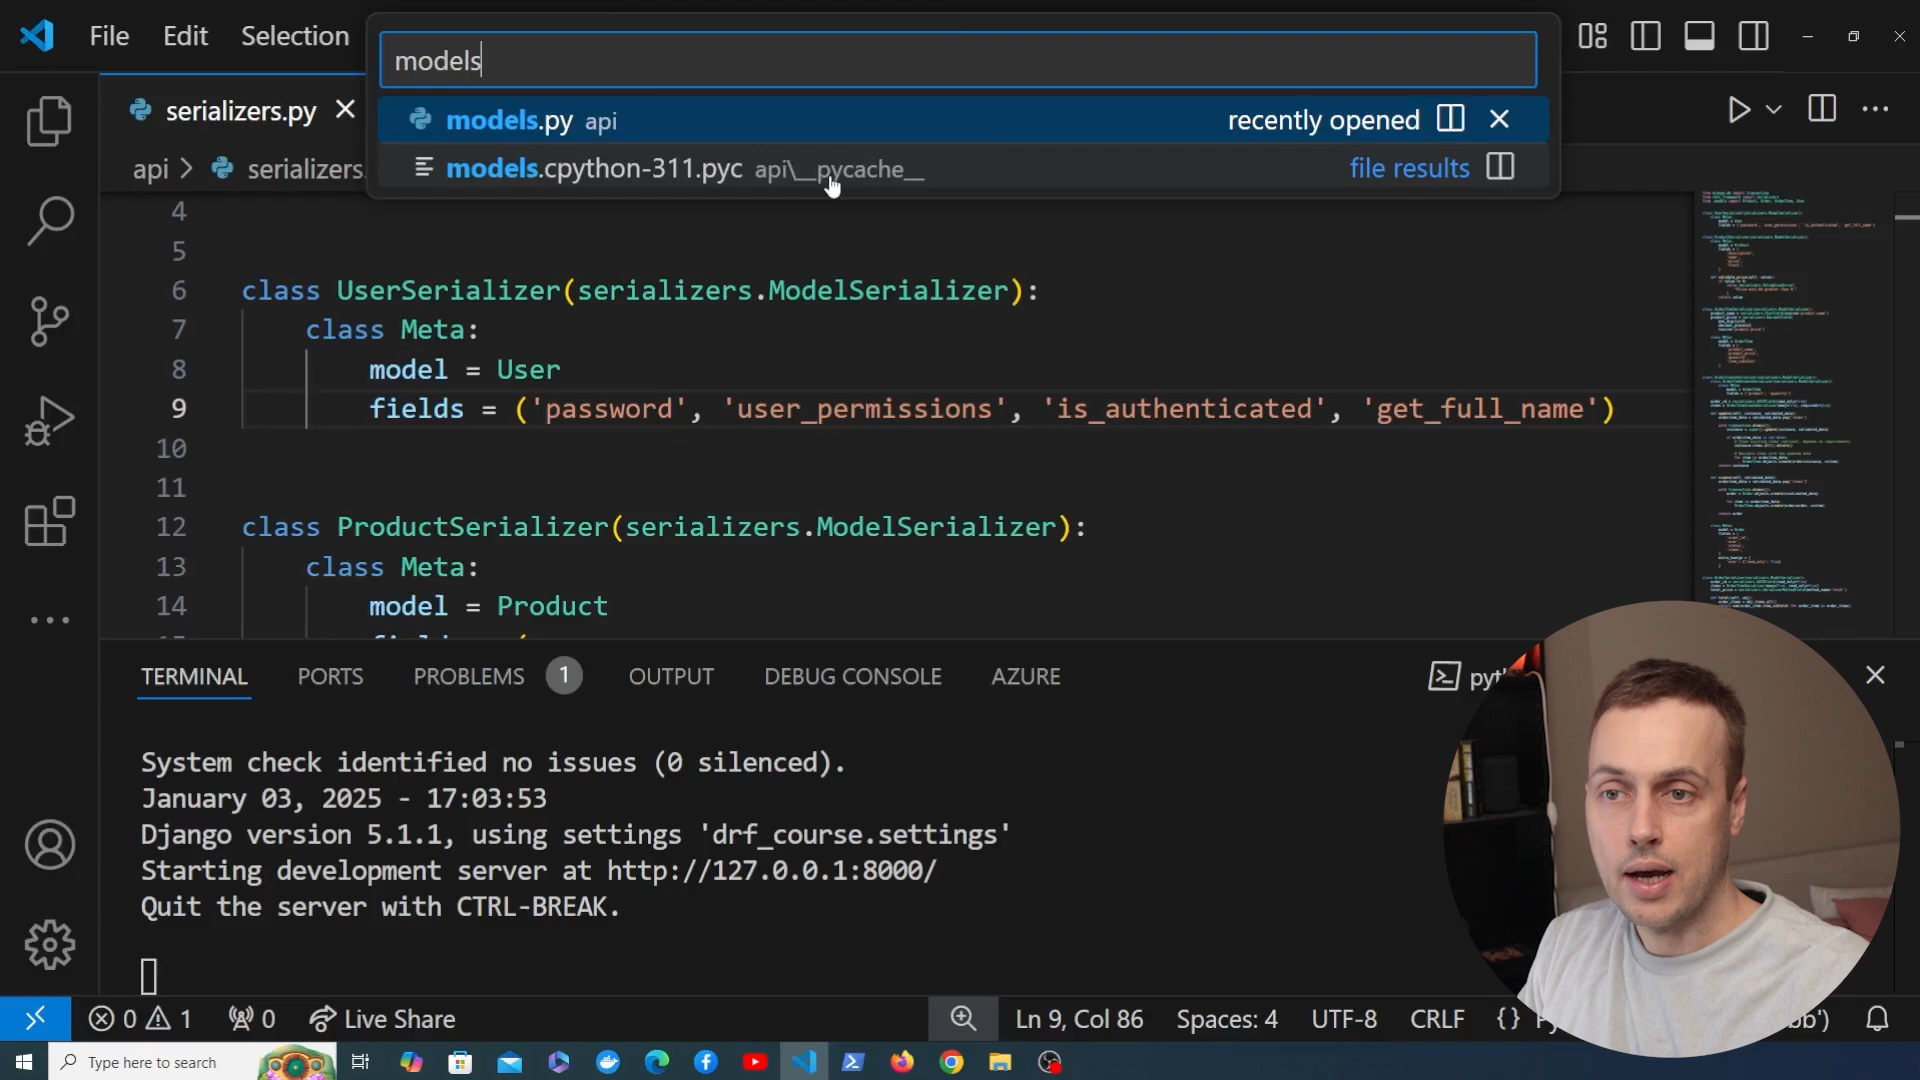 File Edit Selection
models
models.py api recently opened
models.cpython-311.pyc api\__pycache__ file results
serializers.py
api > serializers.
4
5
6 class UserSerializer(serializers.ModelSerializer):
7 class Meta:
8 model = User
9 fields = ('password', 'user_permissions', 'is_authenticated', 'get_full_name')
10
11
12 class ProductSerializer(serializers.ModelSerializer):
13 class Meta:
14 model = Product
TERMINAL PORTS PROBLEMS 1 OUTPUT DEBUG CONSOLE AZURE
System check identified no issues (0 silenced).
January 03, 2025 - 17:03:53
Django version 5.1.1, using settings 'drf_course.settings'
Starting development server at http://127.0.0.1:8000/
Quit the server with CTRL-BREAK.
0 1 0 Live Share Ln 9, Col 86 Spaces: 4 UTF-8 CRLF {}
Type here to search